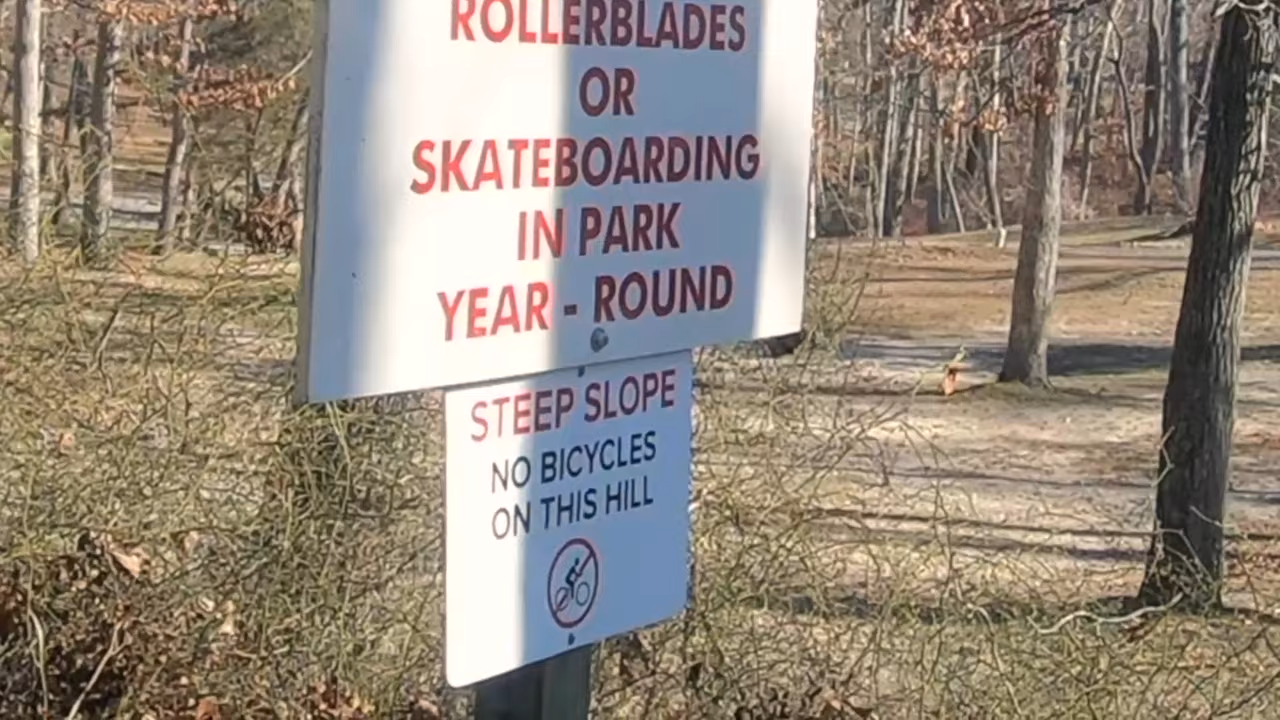 ROLLERBLADES
OR
SKATEBOARDING
IN PARK
YEAR - ROUND
STEEP SLOPE
NO BICYCLES
ON THIS HILL